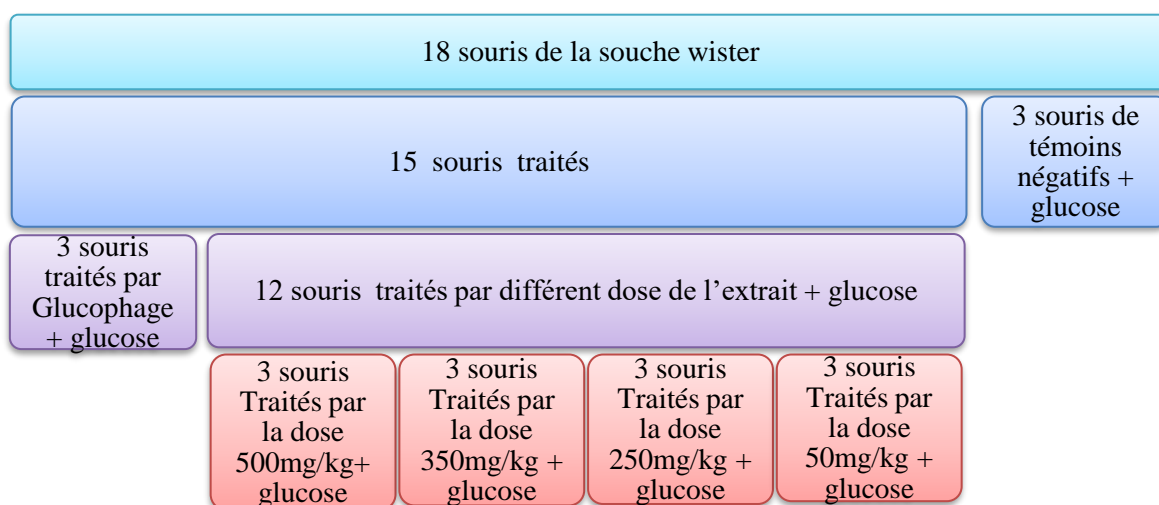 18 souris de la souche wister
15 souris traités
3 souris de
témoins
négatifs +
glucose
3 souris
traités par
Glucophage
+ glucose
12 souris traités par différent dose de l’extrait + glucose
3 souris
Traités par
la dose
500mg/kg+
glucose
3 souris
Traités par
la dose
350mg/kg +
glucose
3 souris
Traités par
la dose
250mg/kg +
glucose
3 souris
Traités par
la dose
50mg/kg +
glucose